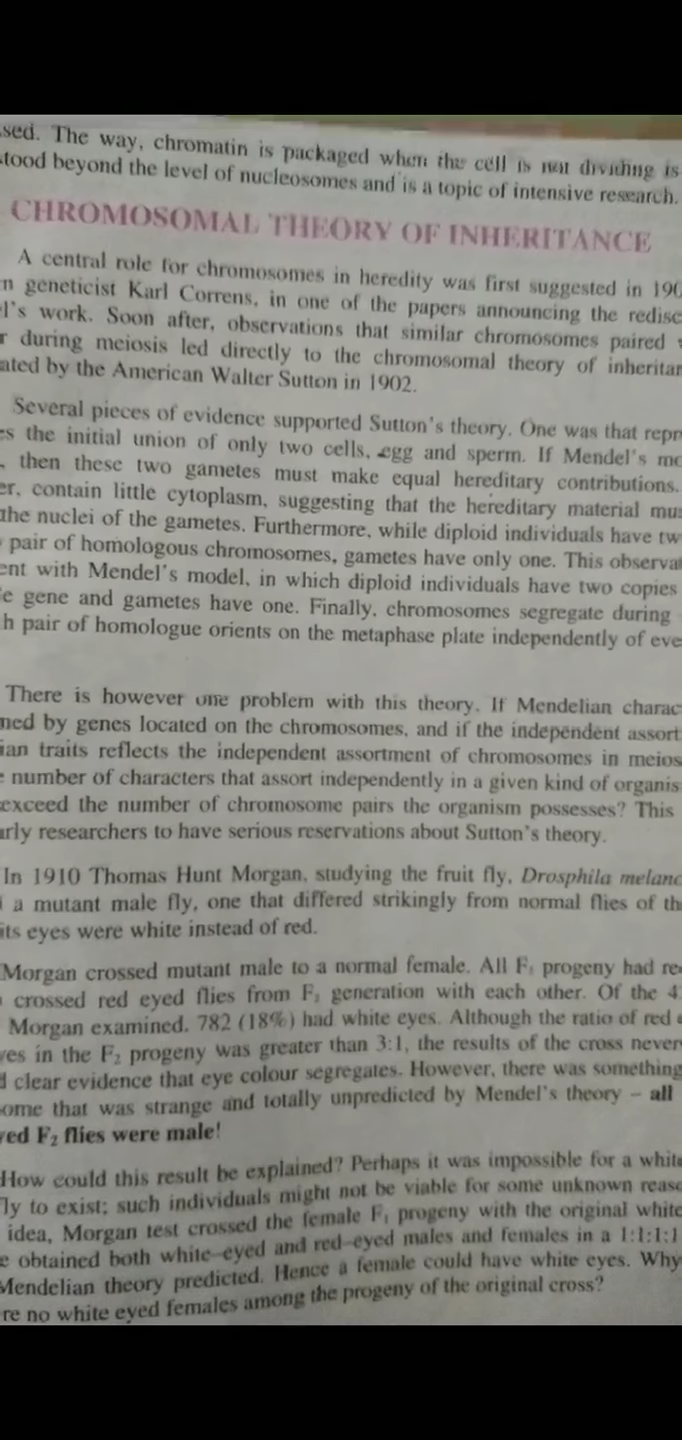 sed. The way, chromatin is packaged when the cell is not dividing is
tood beyond the level of nucleosomes and is a topic of intensive research.
CHROMOSOMAL THEORY OF INHERITANCE
A central role for chromosomes in heredity was first suggested in 190
n geneticist Karl Correns, in one of the papers announcing the redisc
l's work. Soon after, observations that similar chromosomes paired
r during meiosis led directly to the chromosomal theory of inheritan
ated by the American Walter Sutton in 1902.
Several pieces of evidence supported Sutton's theory. One was that repr
es the initial union of only two cells, egg and sperm. If Mendel's mo
, then these two gametes must make equal hereditary contributions.
er, contain little cytoplasm, suggesting that the hereditary material mus
the nuclei of the gametes. Furthermore, while diploid individuals have tw
pair of homologous chromosomes, gametes have only one. This observat
ent with Mendel's model, in which diploid individuals have two copies
e gene and gametes have one. Finally, chromosomes segregate during
h pair of homologue orients on the metaphase plate independently of eve
There is however one problem with this theory. If Mendelian charac
ned by genes located on the chromosomes, and if the independent assort
ian traits reflects the independent assortment of chromosomes in meios
e number of characters that assort independently in a given kind of organis
exceed the number of chromosome pairs the organism possesses? This
arly researchers to have serious reservations about Sutton's theory.
In 1910 Thomas Hunt Morgan, studying the fruit fly, Drosphila melano
a mutant male fly, one that differed strikingly from normal flies of th
its eyes were white instead of red.
Morgan crossed mutant male to a normal female. All F₁ progeny had re
crossed red eyed flies from F₁ generation with each other. Of the 4
Morgan examined, 782 (18%) had white eyes. Although the ratio of red
yes in the F₂ progeny was greater than 3:1, the results of the cross never
d clear evidence that eye colour segregates. However, there was something
ome that was strange and totally unpredicted by Mendel's theory – all
yed F₂ flies were male!
How could this result be explained? Perhaps it was impossible for a white
fly to exist; such individuals might not be viable for some unknown reaso
idea, Morgan test crossed the female F₁ progeny with the original white
e obtained both white-eyed and red-eyed males and females in a 1:1:1:1
Mendelian theory predicted. Hence a female could have white eyes. Why
re no white eyed females among the progeny of the original cross?